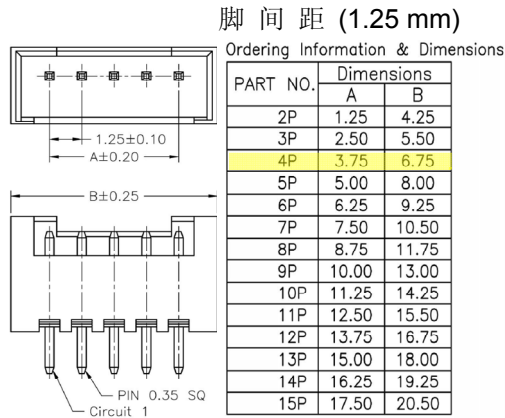 脚 间 距 (1.25 mm)
Ordering Information & Dimensions
PART NO. Dimensions
A B
2P 1.25 4.25
3P 2.50 5.50
4P 3.75 6.75
5P 5.00 8.00
6P 6.25 9.25
7P 7.50 10.50
8P 8.75 11.75
9P 10.00 13.00
10P 11.25 14.25
11P 12.50 15.50
12P 13.75 16.75
13P 15.00 18.00
14P 16.25 19.25
15P 17.50 20.50
1.25±0.10
A±0.20
B±0.25
PIN 0.35 SQ
Circuit 1